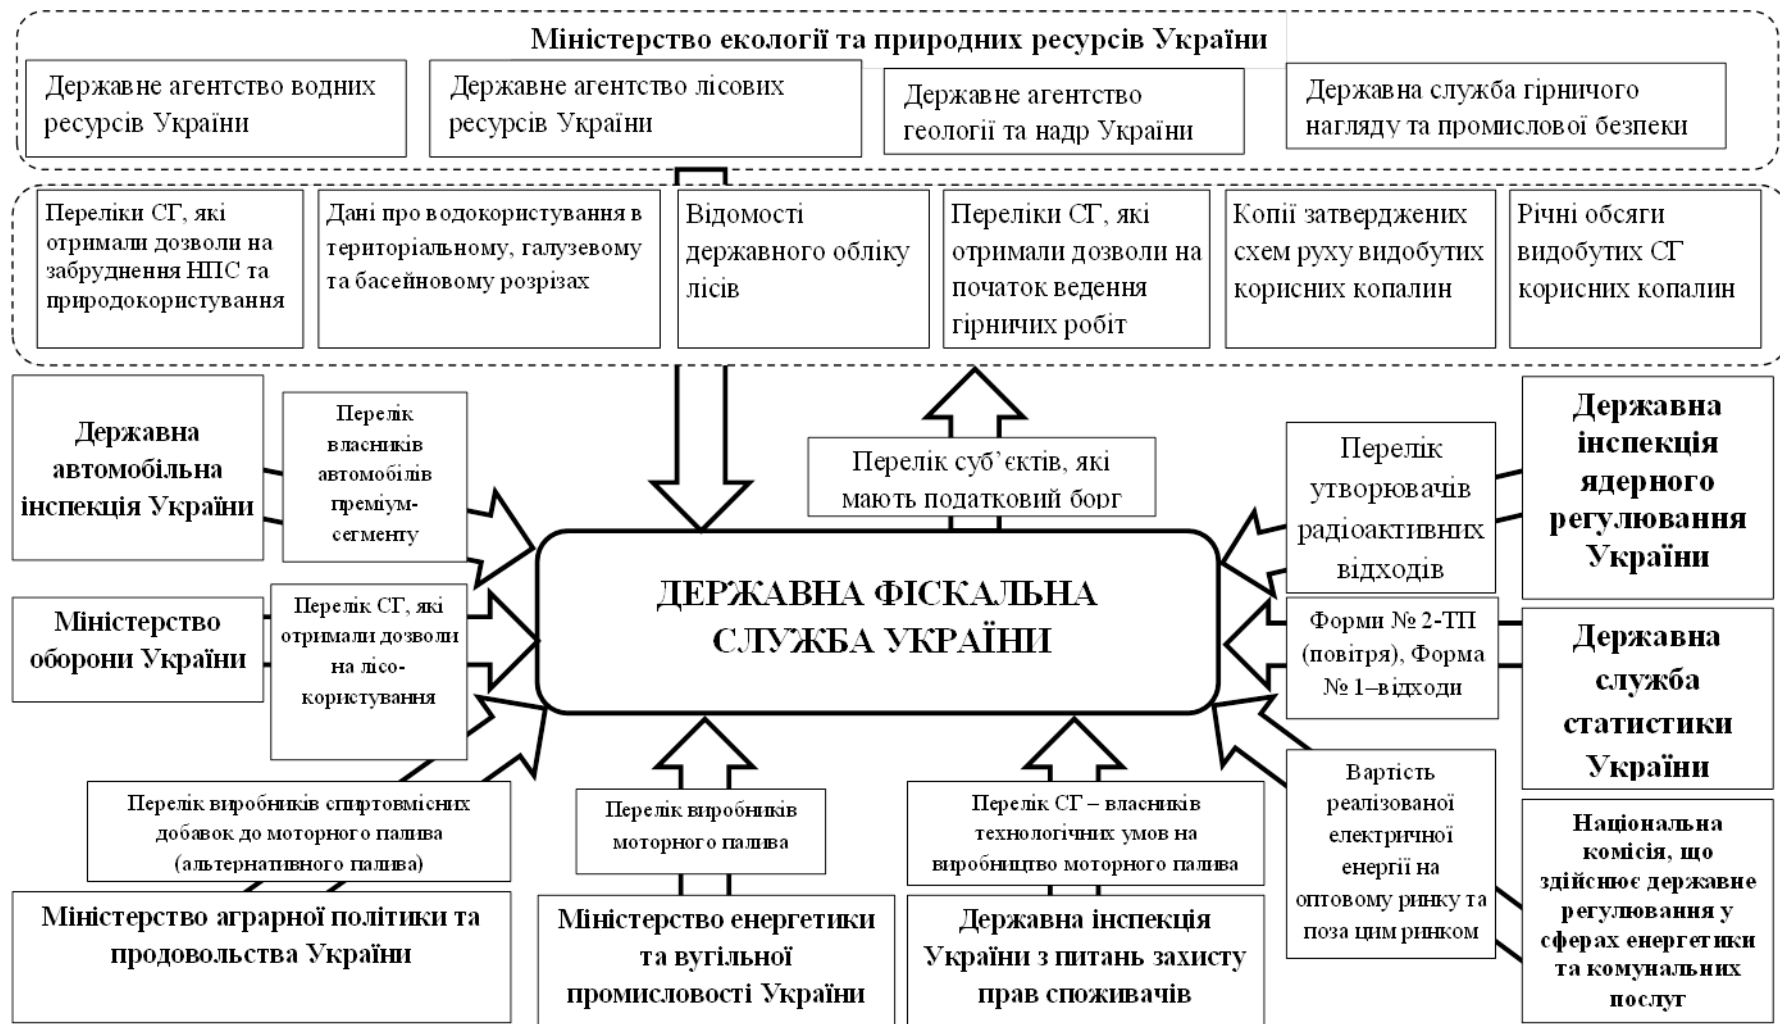 Міністерство екології та природних ресурсів України
Державне агентство водних
ресурсів України
Державне агентство лісових
ресурсів України
Державне агентство
геології та надр України
Державна служба гірничого
нагляду та промислової безпеки
Переліки СГ, які
отримали дозволи на
забруднення НПС та
природокористування
Дані про водокористування в
територіальному, галузевому
та басейновому розрізах
Відомості
державного обліку
лісів
Переліки СГ, які
отримали дозволи на
початок ведення
гірничих робіт
Копії затверджених
схем руху видобутих
корисних копалин
Річні обсяги
видобутих СГ
корисних копалин
Державна
автомобільна
інспекція України
Перелік
власників
автомобілів
преміум-
сегменту
Перелік суб’єктів, які
мають податковий борг
Перелік
утворювачів
радіоактивних
відходів
Державна
інспекція
ядерного
регулювання
України
Міністерство
оборони України
Перелік СГ, які
отримали дозволи
на лісо-
користування
ДЕРЖАВНА ФІСКАЛЬНА
СЛУЖБА УКРАЇНИ
Форми № 2-ТП
(повітря), Форма
№ 1–відходи
Державна
служба
статистики
України
Перелік виробників спиртовмісних
добавок до моторного палива
(альтернативного палива)
Перелік виробників
моторного палива
Перелік СГ – власників
технологічних умов на
виробництво моторного палива
Вартість
реалізованої
електричної
енергії на
оптовому ринку та
поза цим ринком
Міністерство аграрної політики та
продовольства України
Міністерство енергетики
та вугільної
промисловості України
Державна інспекція
України з питань захисту
прав споживачів
Національна
комісія, що
здійснює державне
регулювання у
сферах енергетики
та комунальних
послуг